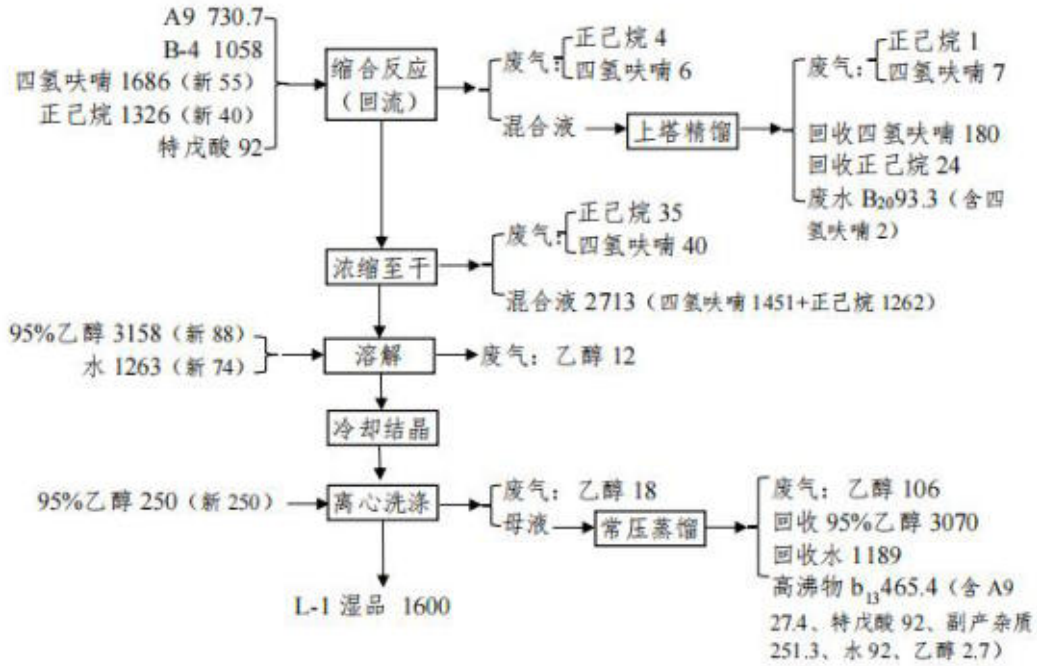 A9 730.7
B-4 1058
四氢呋喃 1686（新 55）
正己烷 1326（新 40）
特戊酸 92
缩合反应
（回流）
废气：
正己烷 4
四氢呋喃 6
混合液
上塔精馏
废气：
正己烷 1
四氢呋喃 7
回收四氢呋喃 180
回收正己烷 24
废水 B₂₀93.3（含四
氢呋喃 2）
浓缩至干
废气：
正己烷 35
四氢呋喃 40
混合液 2713（四氢呋喃 1451+正己烷 1262）
95%乙醇 3158（新 88）
水 1263（新 74）
溶解
废气：乙醇 12
冷却结晶
95%乙醇 250（新 250）
离心洗涤
废气：乙醇 18
母液
常压蒸馏
废气：乙醇 106
回收 95%乙醇 3070
回收水 1189
高沸物 b₁₃465.4（含 A9
27.4、特戊酸 92、副产杂质
251.3、水 92、乙醇 2.7）
L-1 湿品 1600